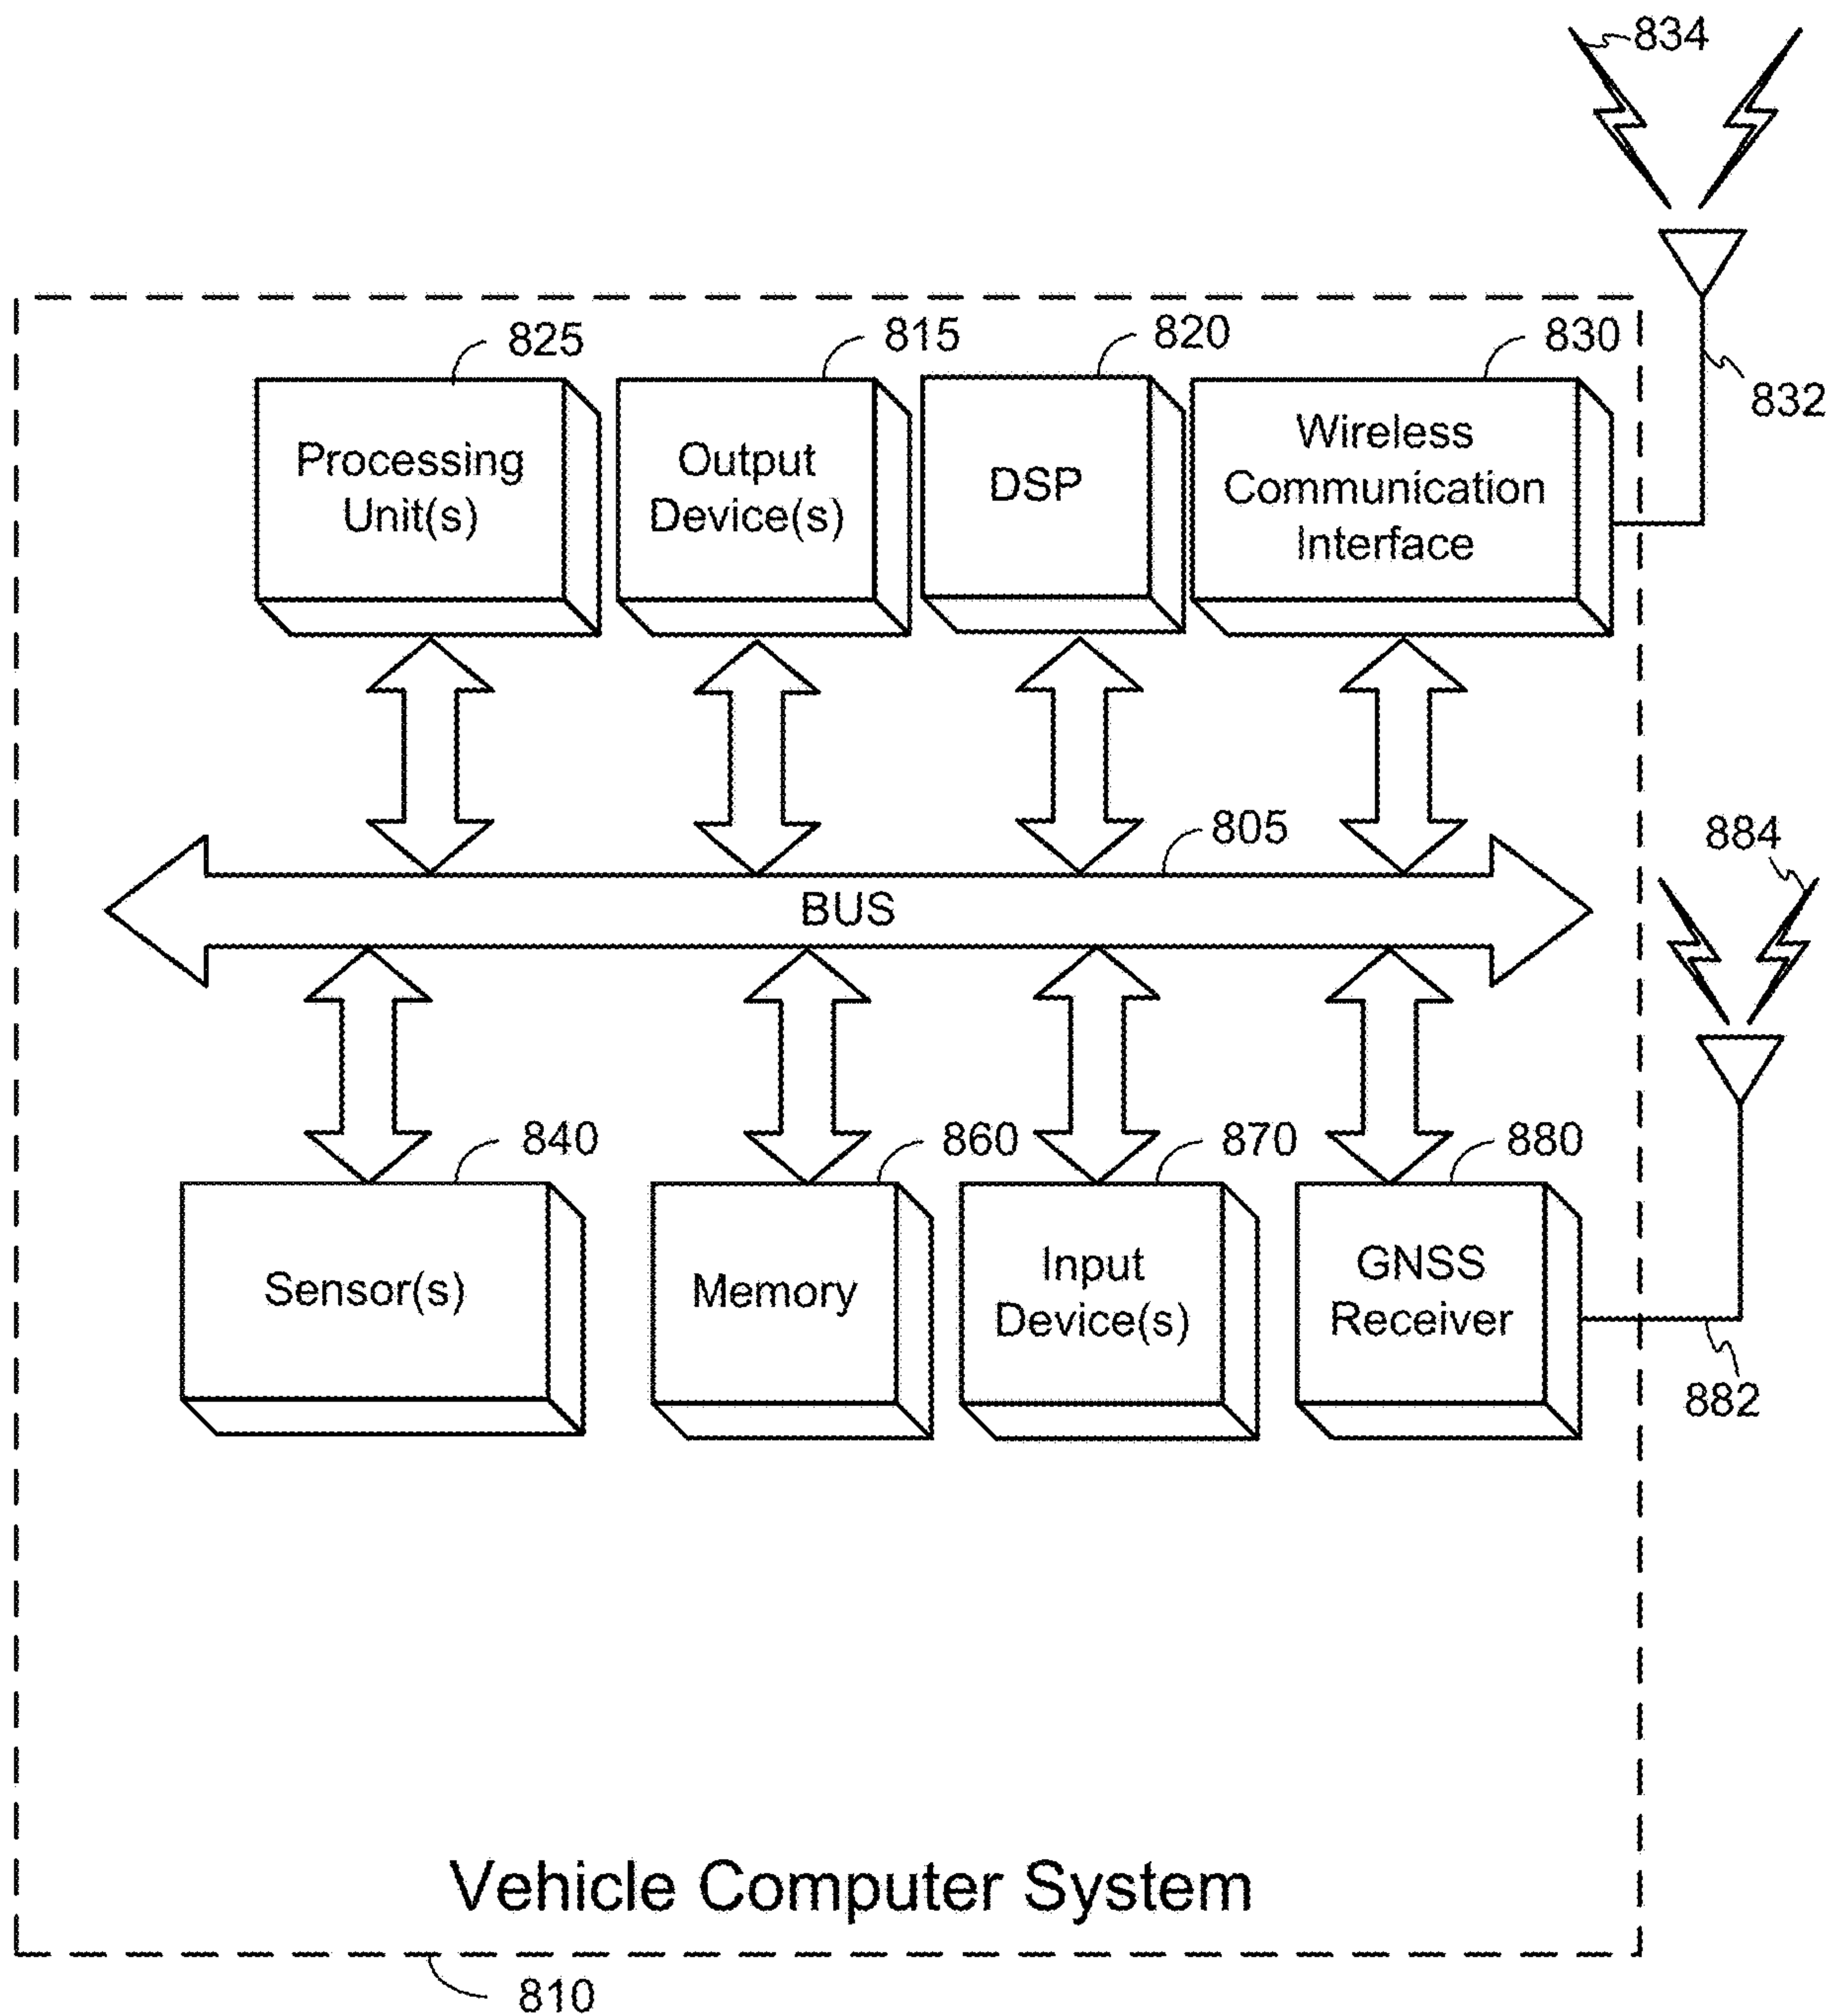 834
825
815
820
830
832
Processing
Unit(s)
Output
Device(s)
DSP
Wireless
Communication
Interface
805
884
BUS
840
860
870
880
Sensor(s)
Memory
Input
Device(s)
GNSS
Receiver
882
Vehicle Computer System
810